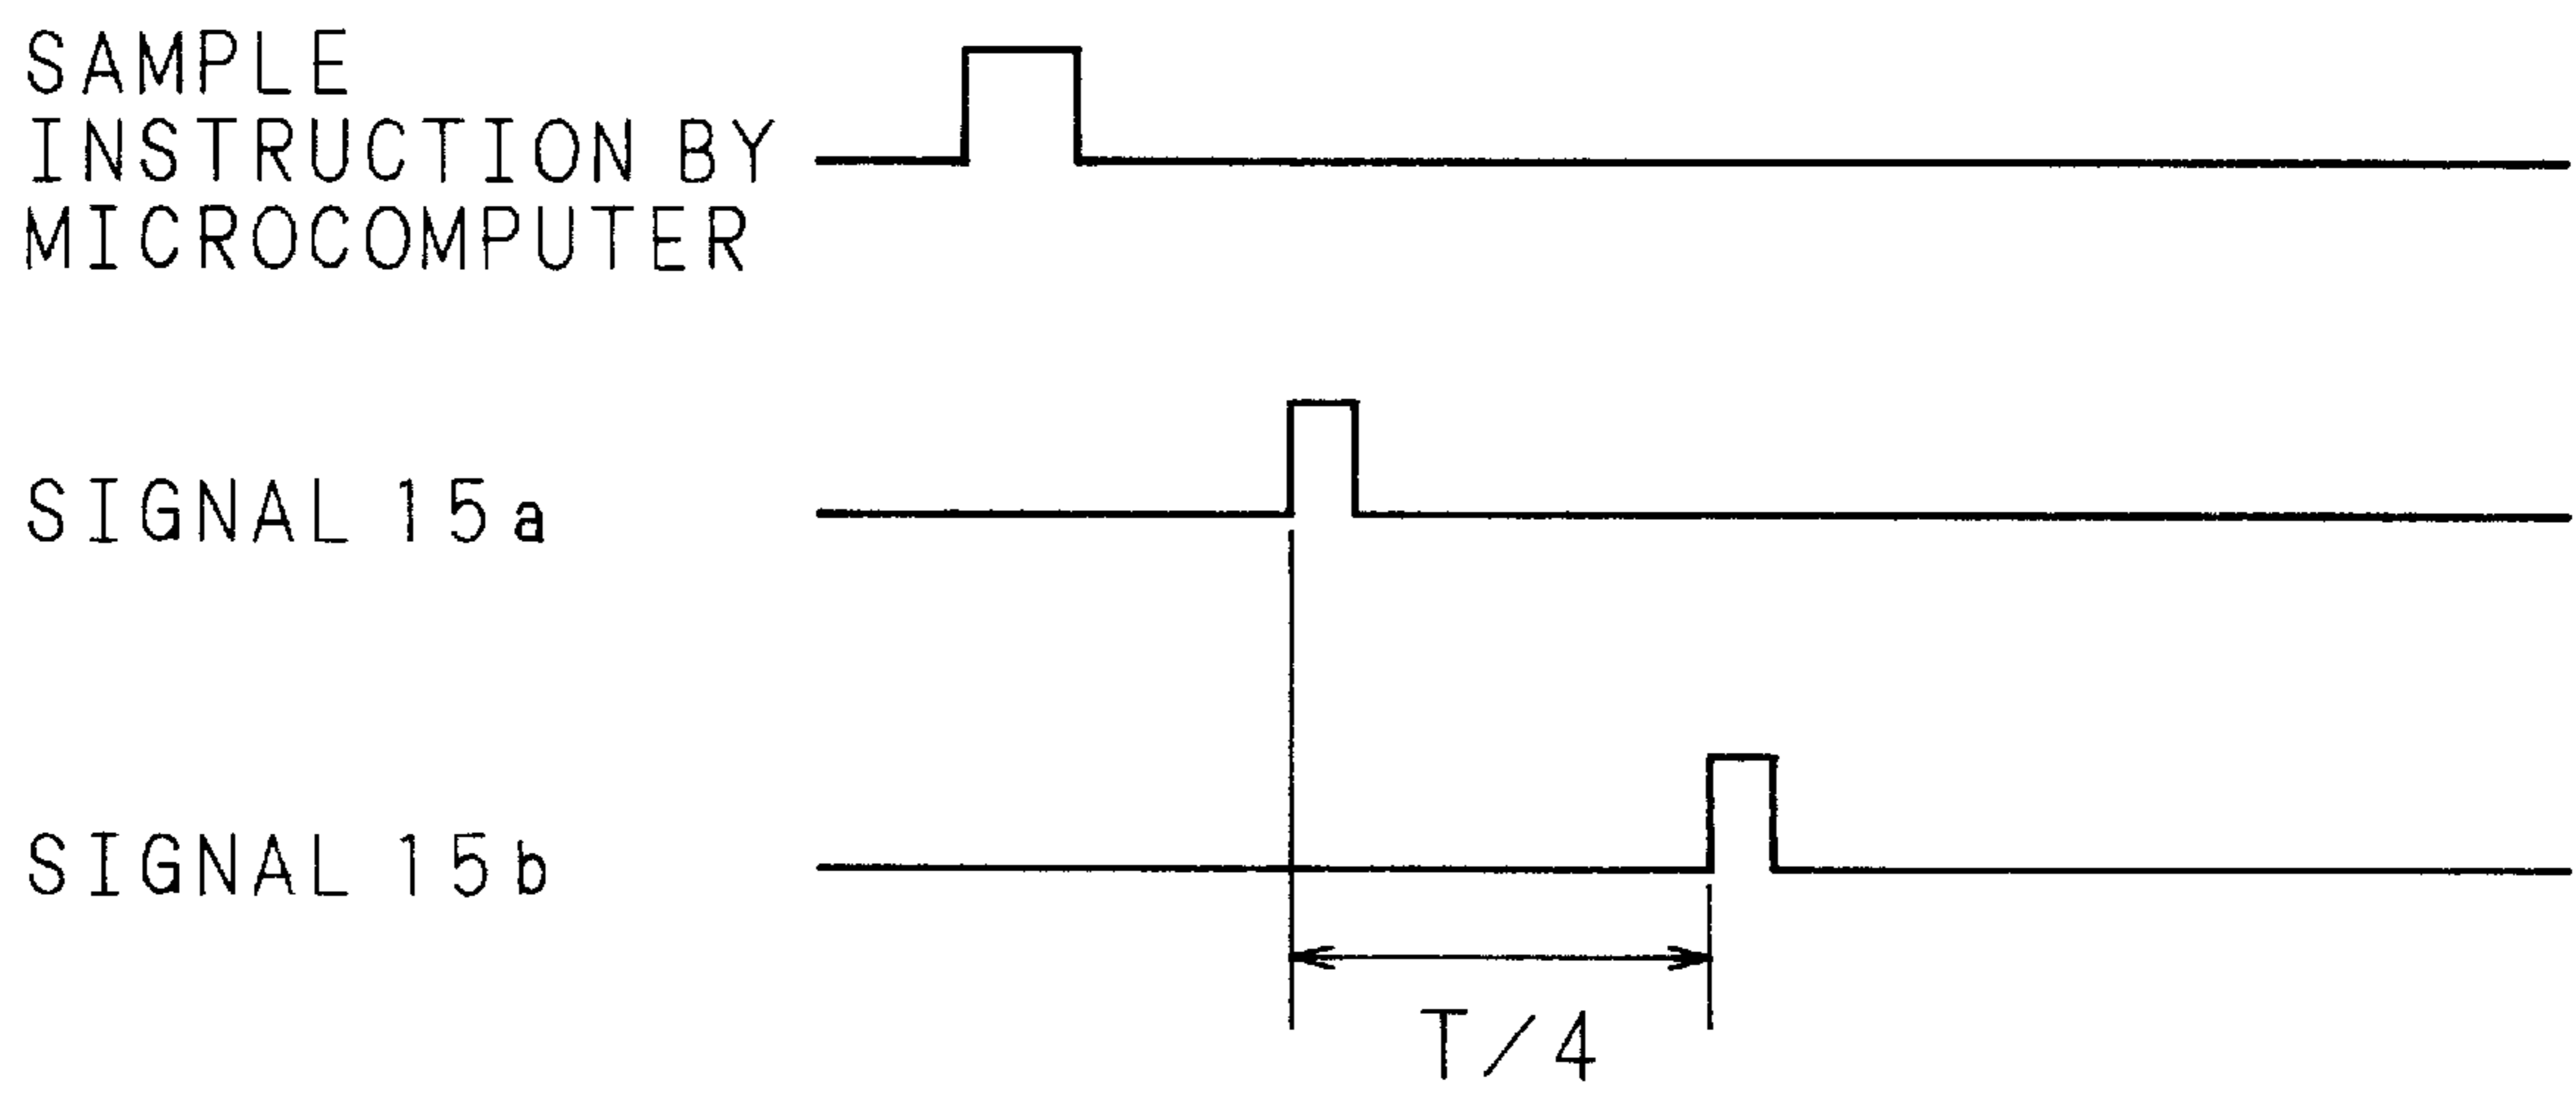 SAMPLE
INSTRUCTION BY
MICROCOMPUTER
SIGNAL 15a
SIGNAL 15b
T/4